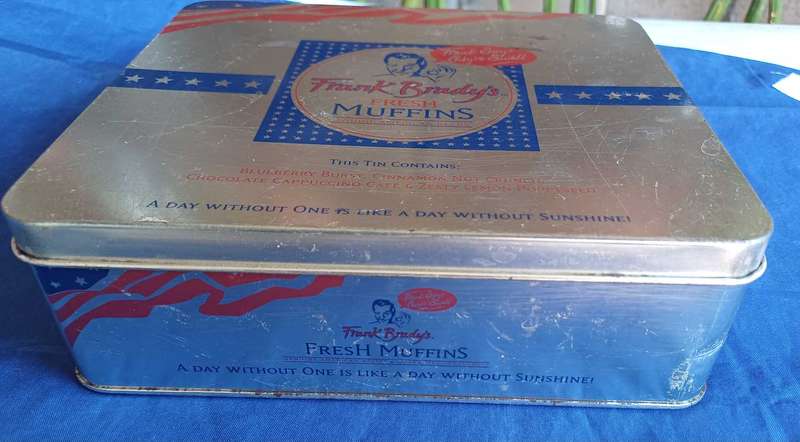 Frank Brady's
FRESH
MUFFINS
THIS TIN CONTAINS:
BLUEBERRY BURST, CINNAMON NUT CRUNCH,
CHOCOLATE CAPPUCCINO CAFE & ZESTY LEMON POPPYSEED
A DAY WITHOUT ONE IS LIKE A DAY WITHOUT SUNSHINE!
Frank Brady's
FRESH MUFFINS
A DAY WITHOUT ONE IS LIKE A DAY WITHOUT SUNSHINE!